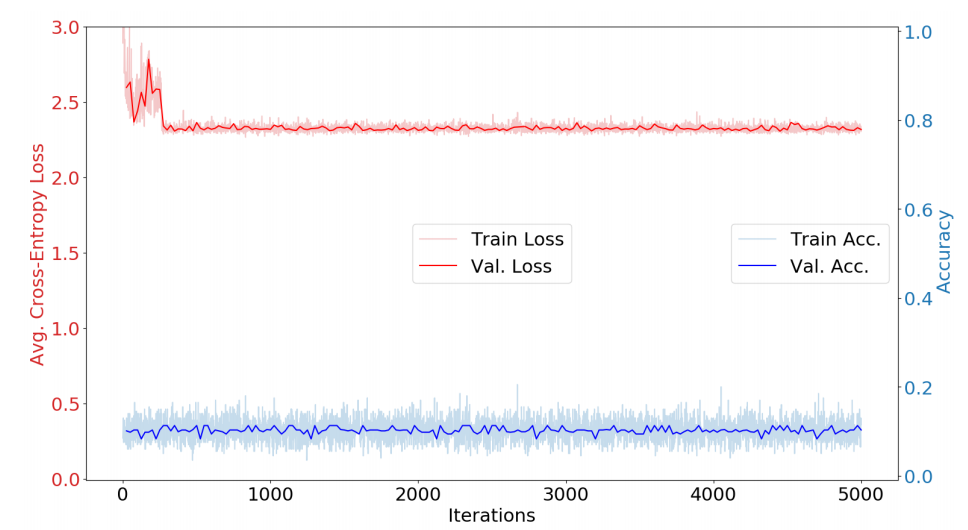 3.0
2.5
2.0
1.5
1.0
0.5
0.0
Avg. Cross-Entropy Loss
Train Loss
Val. Loss
Train Acc.
Val. Acc.
1.0
0.8
0.6
0.4
0.2
0.0
Accuracy
0 1000 2000 3000 4000 5000
Iterations